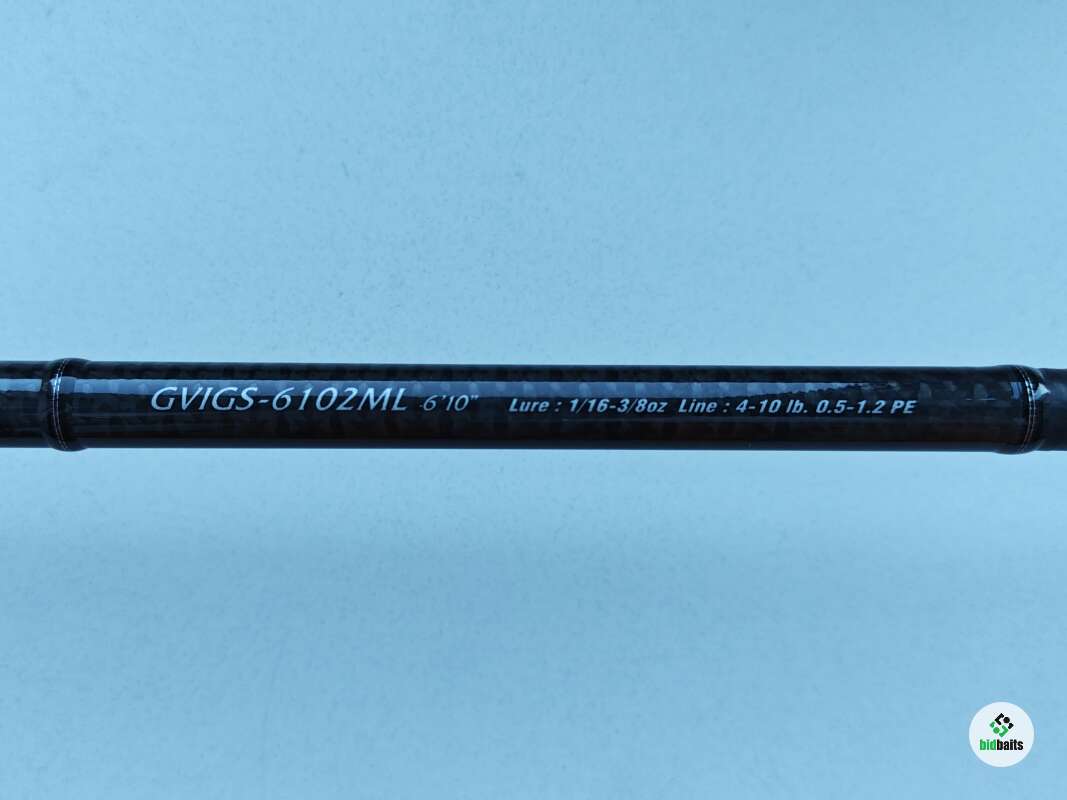 GVIGS-6102ML 6'10" Lure : 1/16-3/8oz Line : 4-10 lb. 0.5-1.2 PE
bidbaits